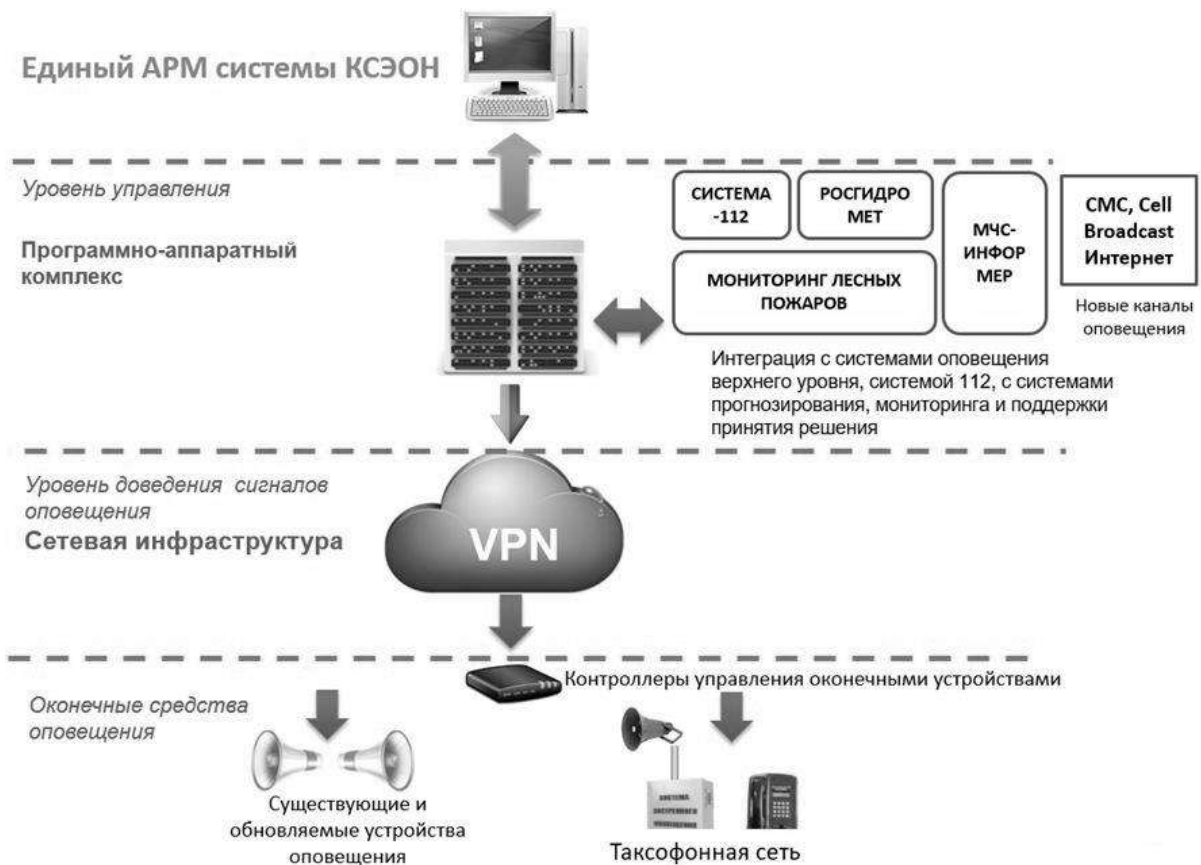 Единый АРМ системы КСЭОН
Уровень управления
Программно-аппаратный
комплекс
СИСТЕМА
-112
РОСГИДРО
МЕТ
МОНИТОРИНГ ЛЕСНЫХ
ПОЖАРОВ
МЧС-
ИНФОР
МЕР
СМС, Cell
Broadcast
Интернет
Новые каналы
оповещения
Интеграция с системами оповещения
верхнего уровня, системой 112, с системами
прогнозирования, мониторинга и поддержки
принятия решения
Уровень доведения сигналов
оповещения
Сетевая инфраструктура
VPN
Контроллеры управления оконечными устройствами
Оконечные средства
оповещения
Существующие и
обновляемые устройства
оповещения
СИСТЕМА
ЭКСТРЕННОГО
ОПОВЕЩЕНИЯ
Таксофонная сеть